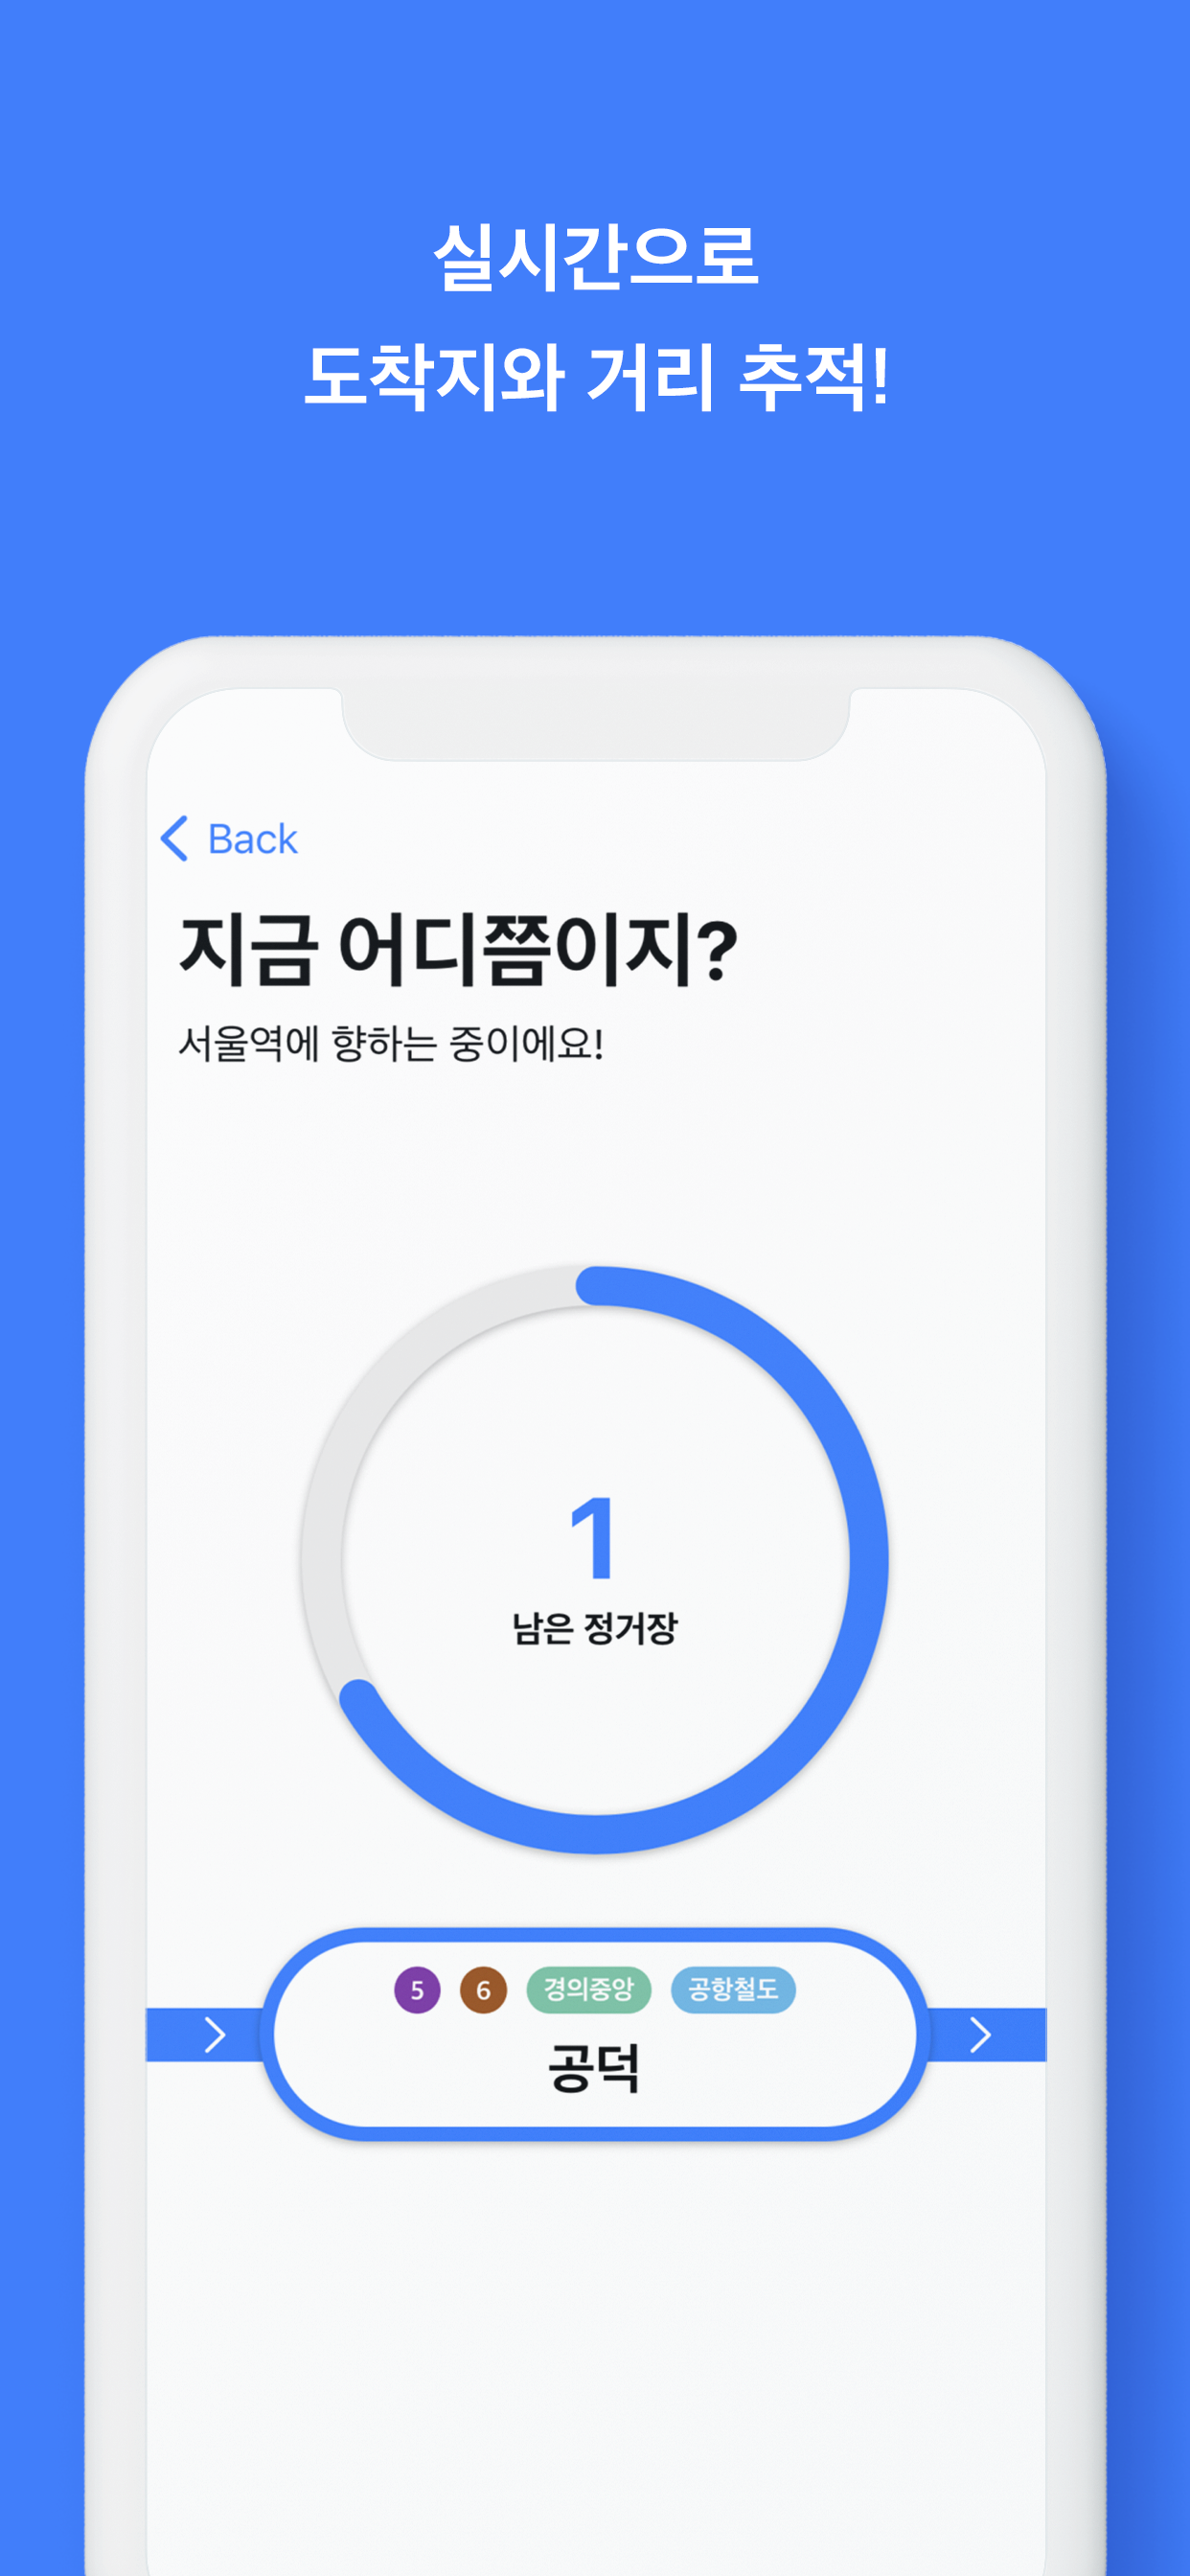 실시간으로
도착지와 거리 추적!
Back
지금 어디쯤이지?
서울역에 향하는 중이에요!
1
남은 정거장
5 6 경의중앙 공항철도
공덕